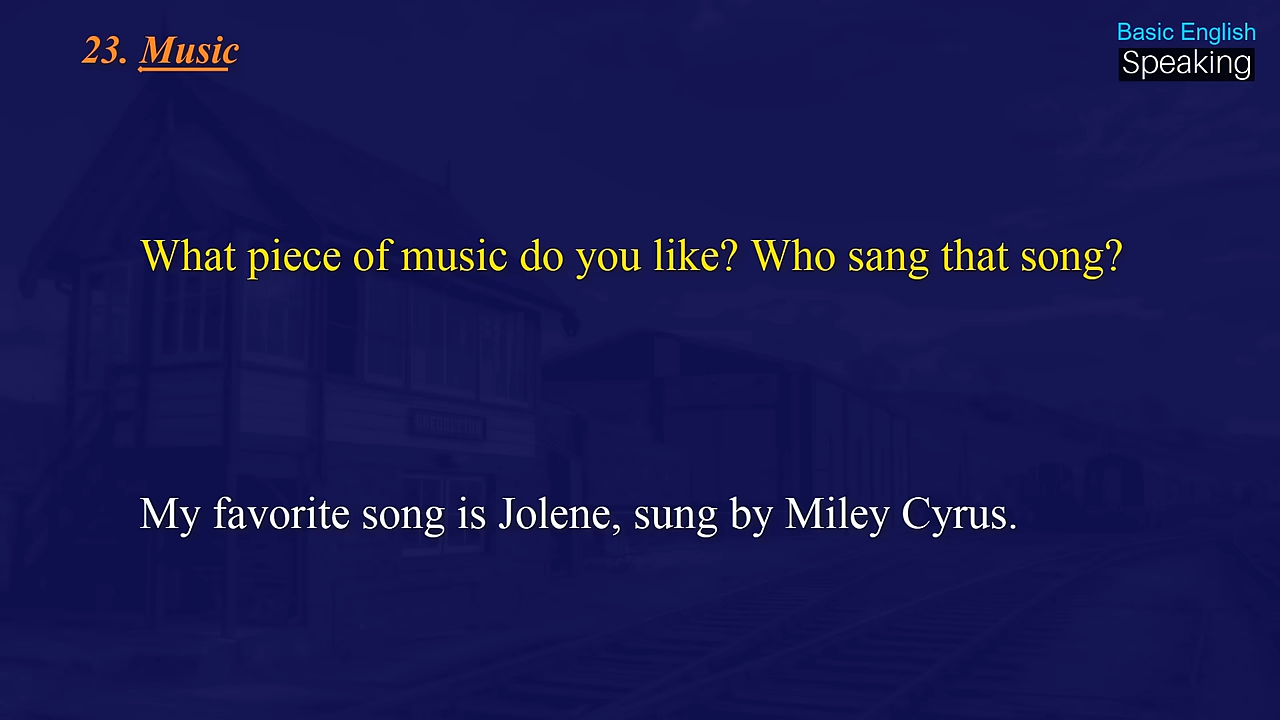 23. Music
Basic English
Speaking
What piece of music do you like? Who sang that song?
My favorite song is Jolene, sung by Miley Cyrus.